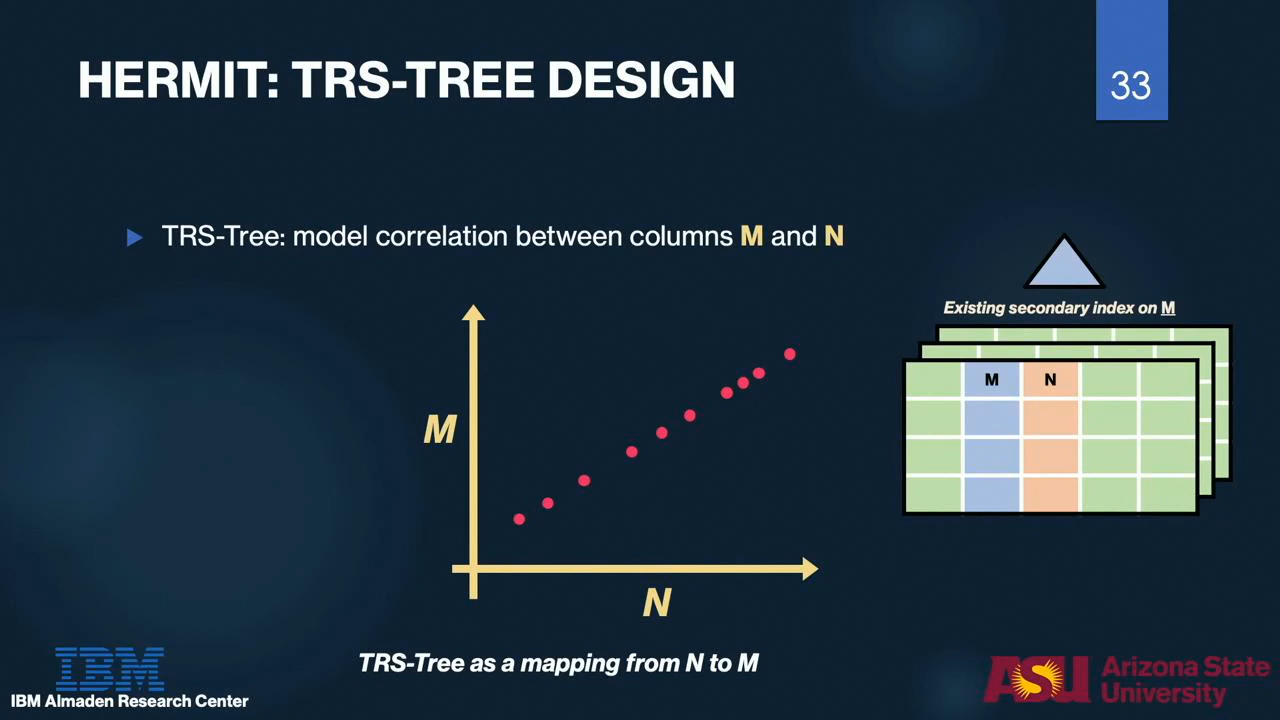 HERMIT: TRS-TREE DESIGN
33
TRS-Tree: model correlation between columns M and N
Existing secondary index on M
M N
M
N
TRS-Tree as a mapping from N to M
IBM
IBM Almaden Research Center
ASU Arizona State
University